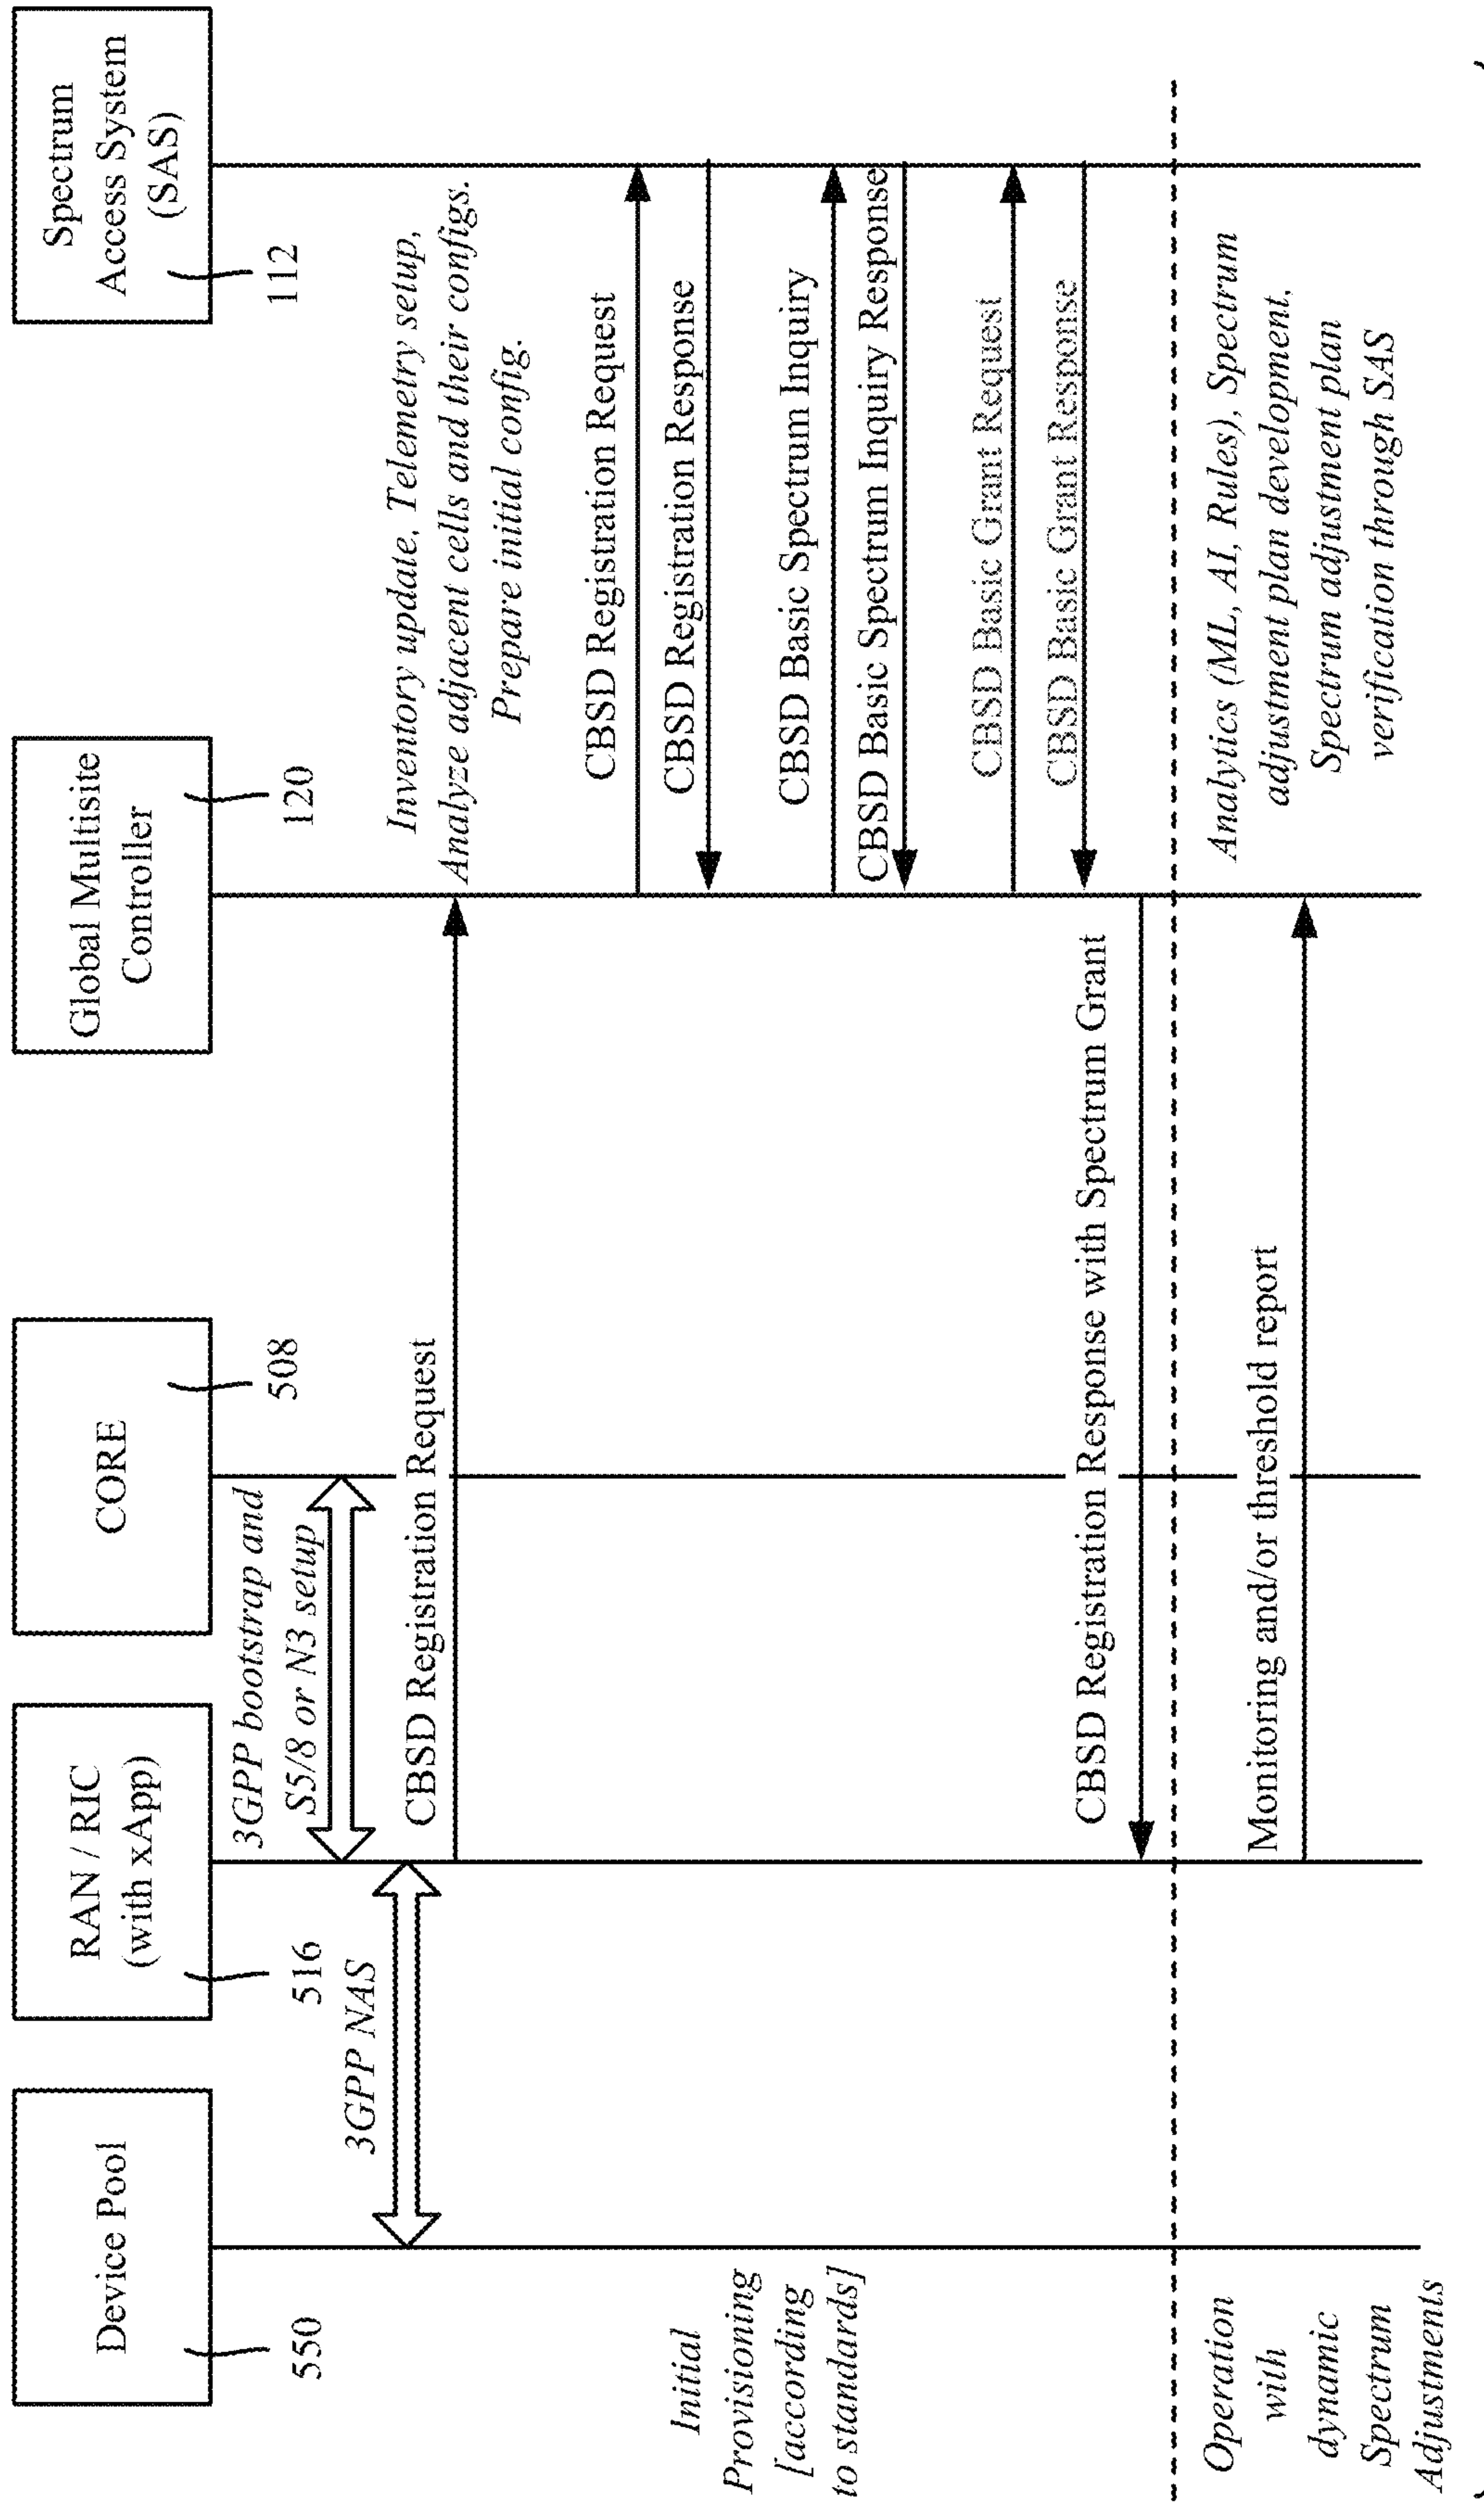 Device Pool
550
RAN / RIC
(with xApp)
516
CORE
508
Global Multisite
Controller
120
Spectrum
Access System
(SAS)
112
3GPP bootstrap and
S5/8 or N3 setup
3GPP NAS
CBSD Registration Request
Inventory update, Telemetry setup,
Analyze adjacent cells and their configs.
Prepare initial config.
CBSD Registration Request
CBSD Registration Response
Initial
Provisioning
[according
to standards]
CBSD Basic Spectrum Inquiry
CBSD Basic Spectrum Inquiry Response
CBSD Basic Grant Request
CBSD Basic Grant Response
CBSD Registration Response with Spectrum Grant
Operation
with
dynamic
Spectrum
Adjustments
Monitoring and/or threshold report
Analytics (ML, AI, Rules), Spectrum
adjustment plan development,
Spectrum adjustment plan
verification through SAS